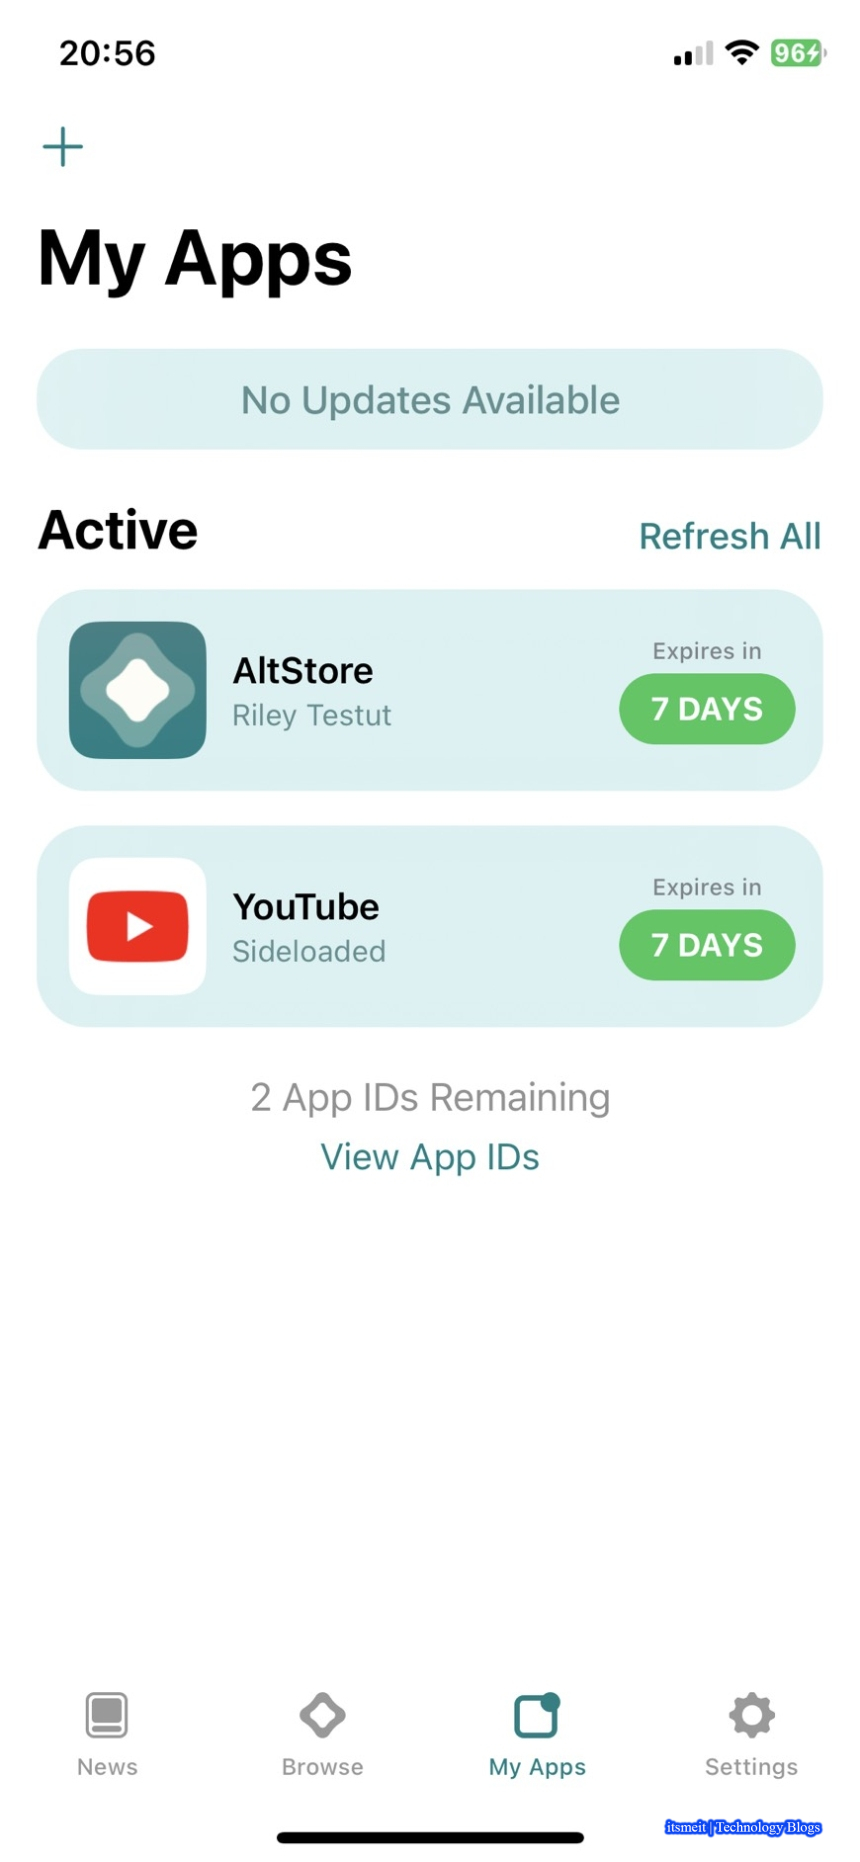 20:56
96
My Apps
No Updates Available
Active
Refresh All
AltStore
Riley Testut
Expires in
7 DAYS
YouTube
Sideloaded
Expires in
7 DAYS
2 App IDs Remaining
View App IDs
News
Browse
My Apps
Settings
itsmeit | Technology Blogs